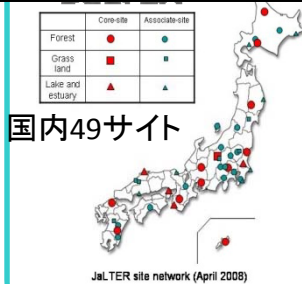 JaLTER
Core-site Associate-site
Forest
Grass
land
Lake and
estuary
国内49サイト
JaLTER site network (April 2008)